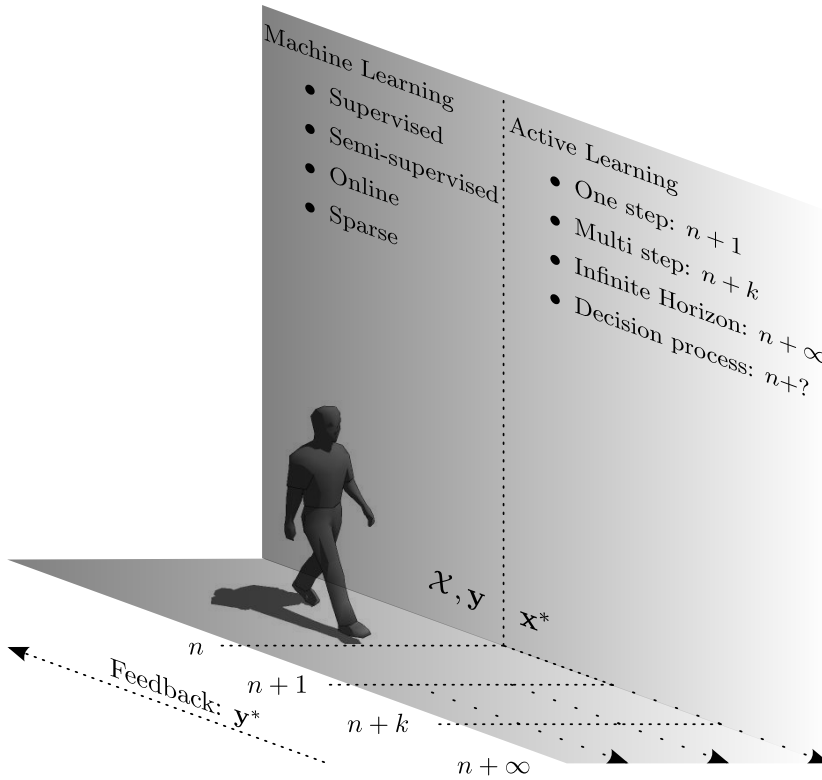 Machine Learning
• Supervised
• Semi-supervised
• Online
• Sparse
Active Learning
• One step: n + 1
• Multi step: n + k
• Infinite Horizon: n + ∞
• Decision process: n+?
𝒳, y
x*
n
n + 1
n + k
n + ∞
Feedback: y*